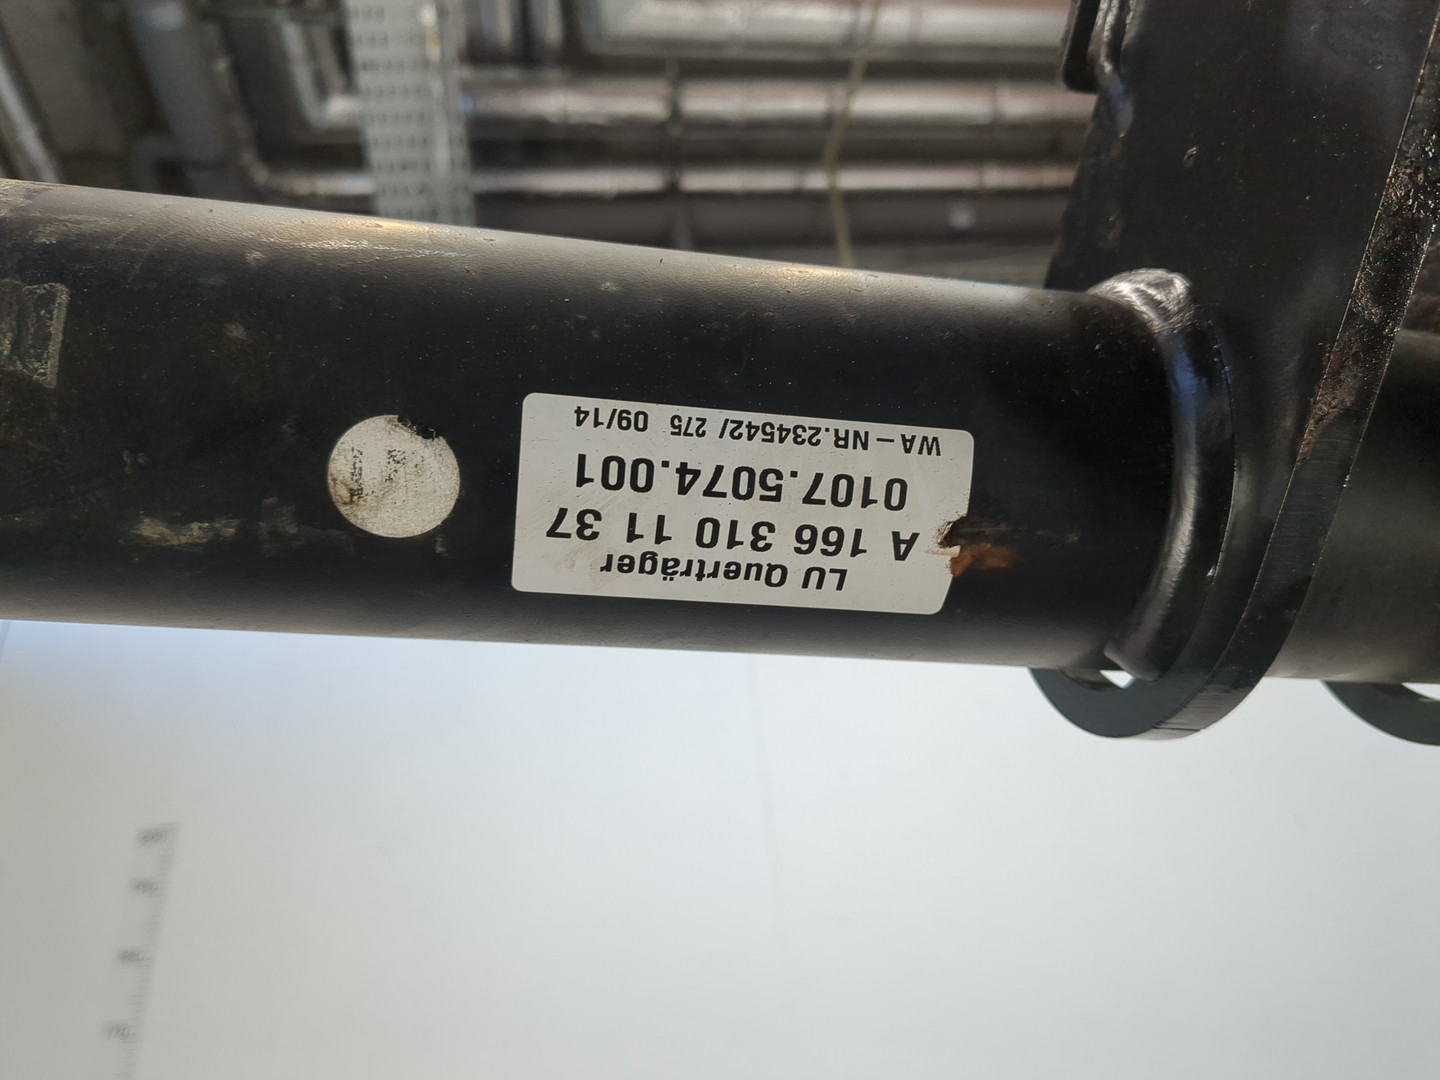 LU Querträger
A 166 310 11 37
0107.5074.001
WA-NR.234542/ 275 09/14